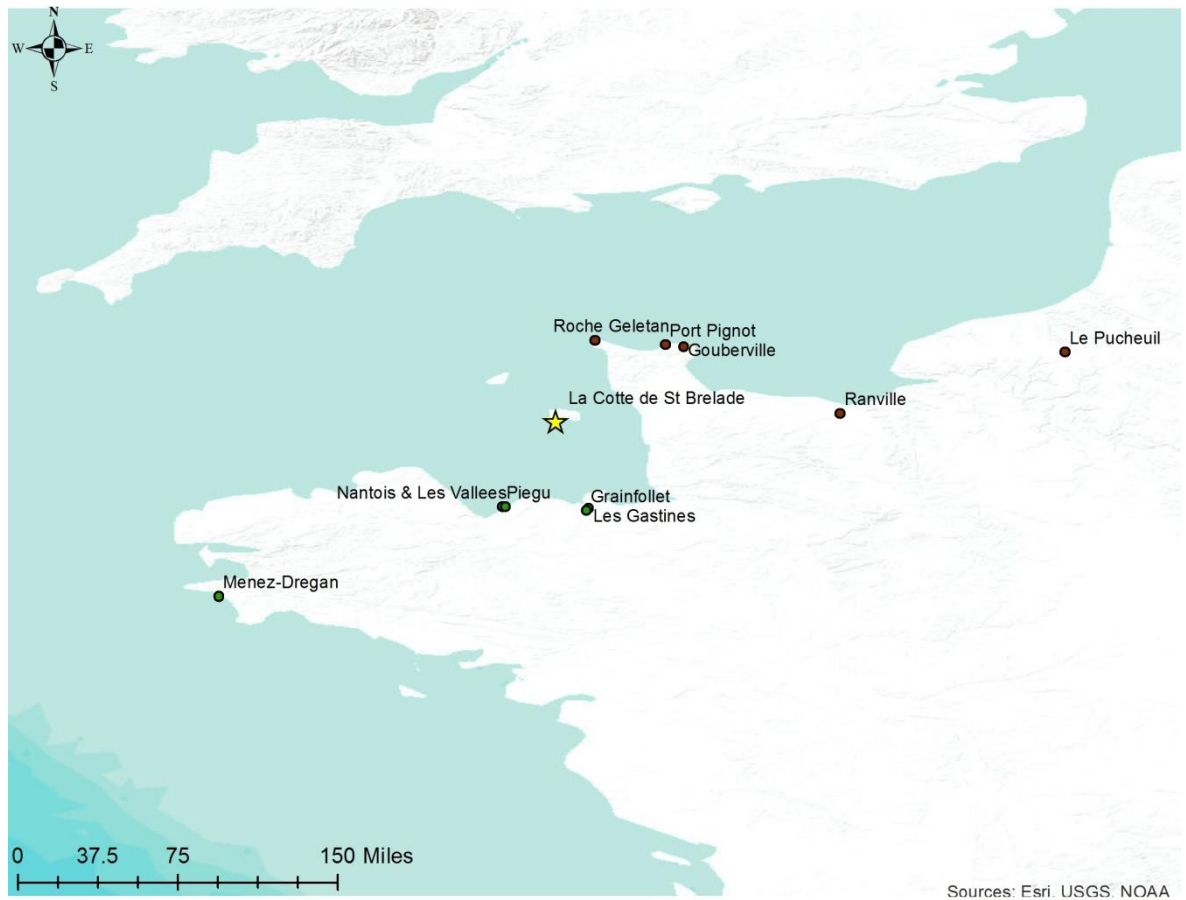 N
W E
S
Roche Geletan
Port Pignot
Gouberville
Le Pucheuil
La Cotte de St Brelade
Ranville
Nantois & Les Vallees
Piegu
Grainfollet
Les Gastines
Menez-Dregan
0 37.5 75 150 Miles
Sources: Esri, USGS, NOAA